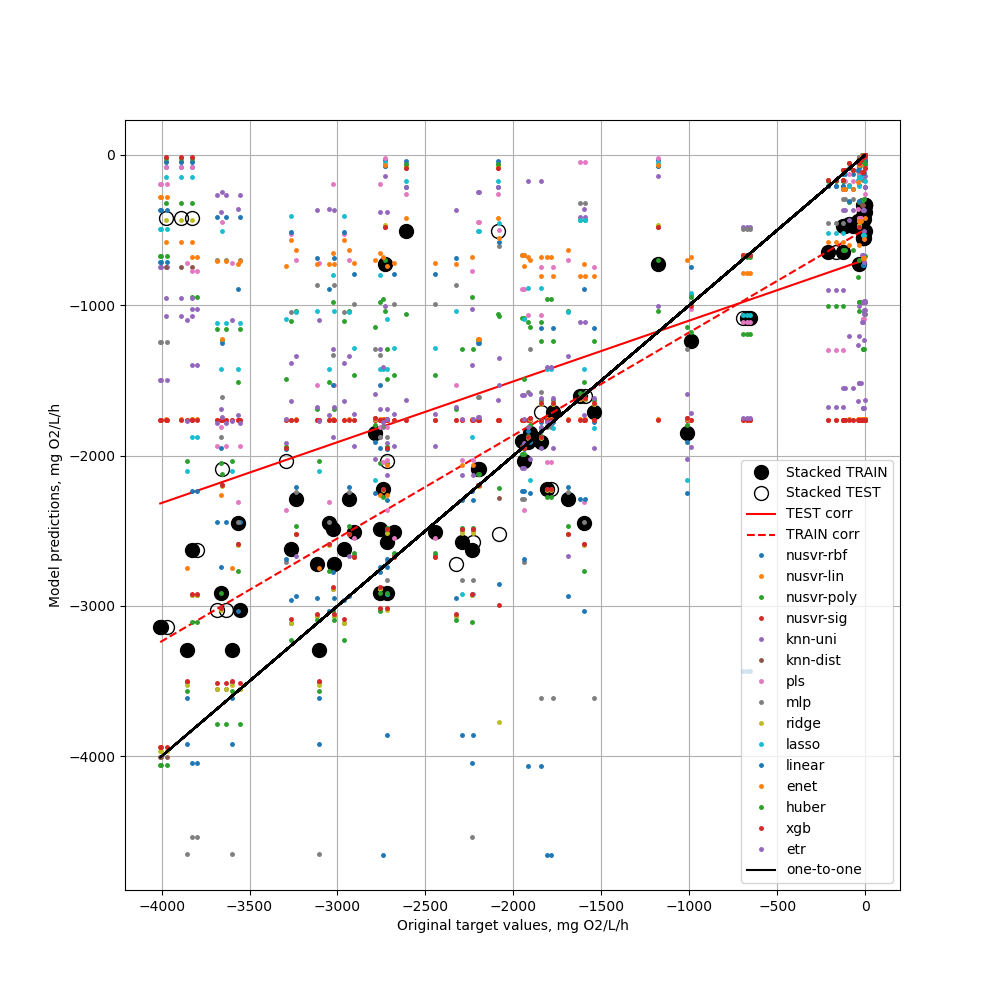 0
−1000
−2000
−3000
−4000
Model predictions, mg O2/L/h
−4000 −3500 −3000 −2500 −2000 −1500 −1000 −500 0
Original target values, mg O2/L/h
Stacked TRAIN
Stacked TEST
TEST corr
TRAIN corr
nusvr-rbf
nusvr-lin
nusvr-poly
nusvr-sig
knn-uni
knn-dist
pls
mlp
ridge
lasso
linear
enet
huber
xgb
etr
one-to-one